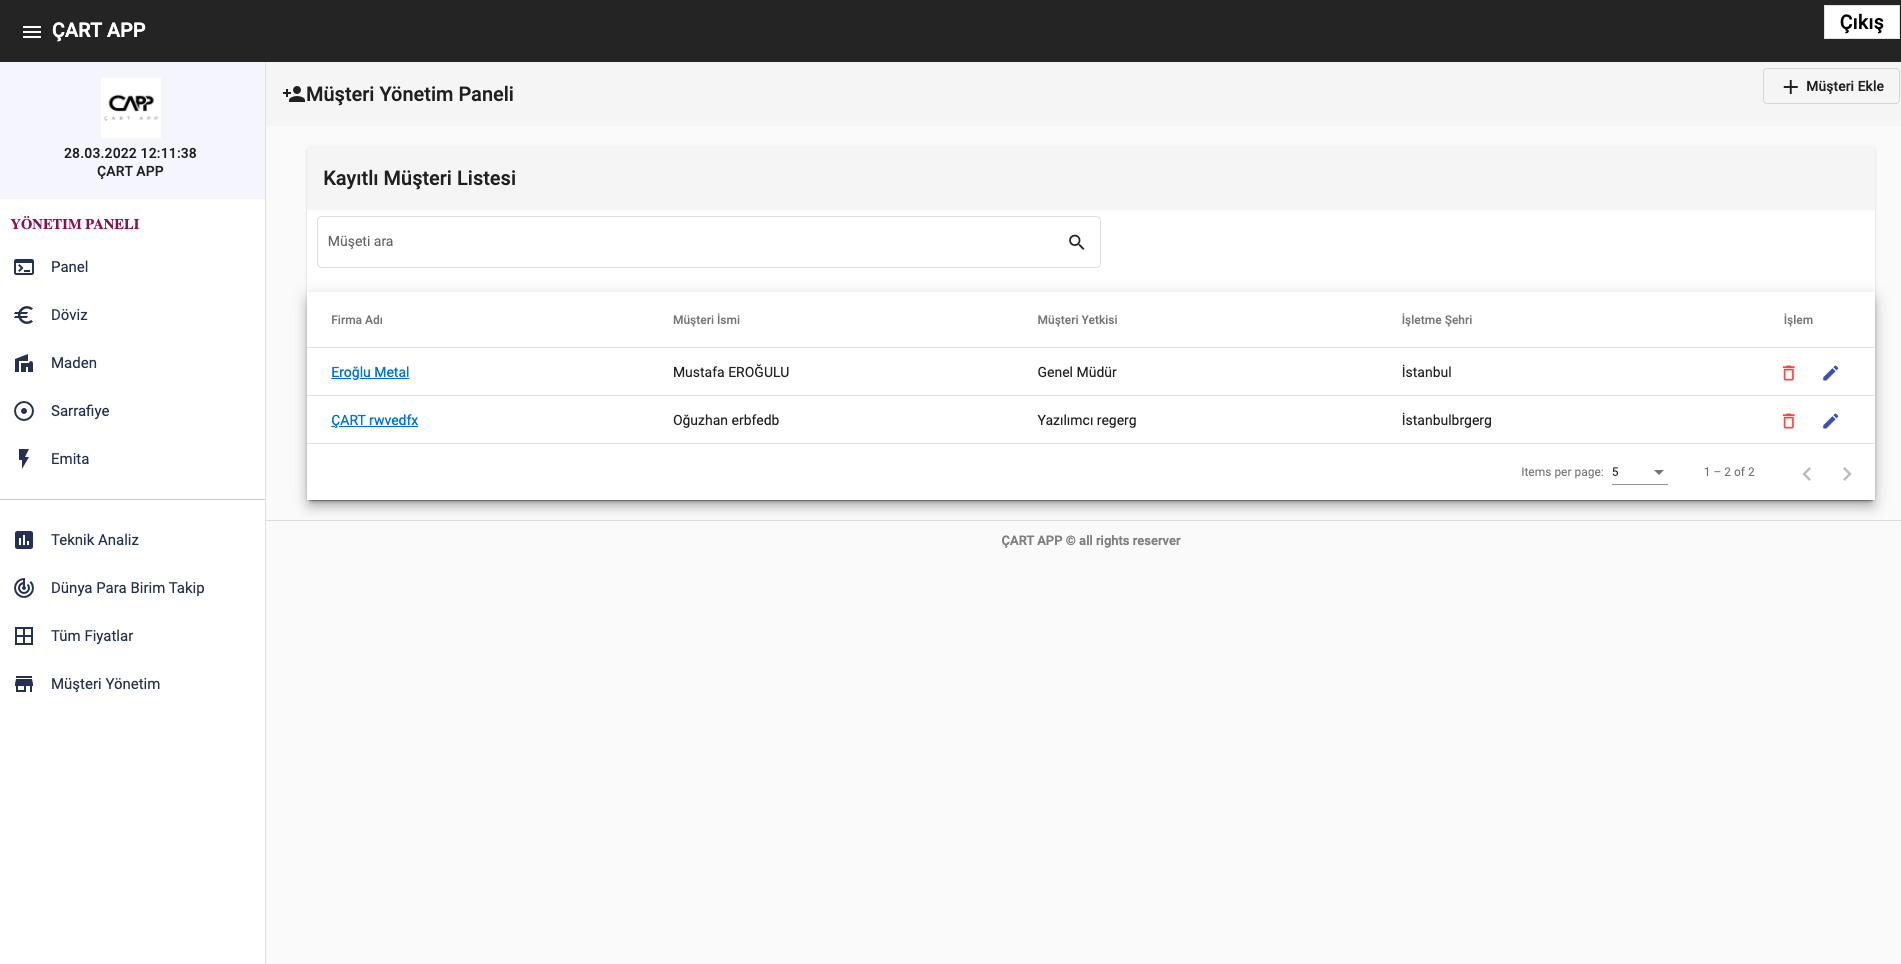 ÇART APP
Çıkış
CAPP
ÇART APP
28.03.2022 12:11:38
ÇART APP
YÖNETIM PANELI
Panel
Döviz
Maden
Sarrafiye
Emita
Teknik Analiz
Dünya Para Birim Takip
Tüm Fiyatlar
Müşteri Yönetim
Müşteri Yönetim Paneli
Müşteri Ekle
Kayıtlı Müşteri Listesi
Müşeti ara
Firma Adı Müşteri İsmi Müşteri Yetkisi İşletme Şehri İşlem
Eroğlu Metal Mustafa EROĞULU Genel Müdür İstanbul
ÇART rwvedfx Oğuzhan erbfedb Yazılımcı regerg İstanbulbrgerg
Items per page: 5 1 – 2 of 2
ÇART APP © all rights reserver